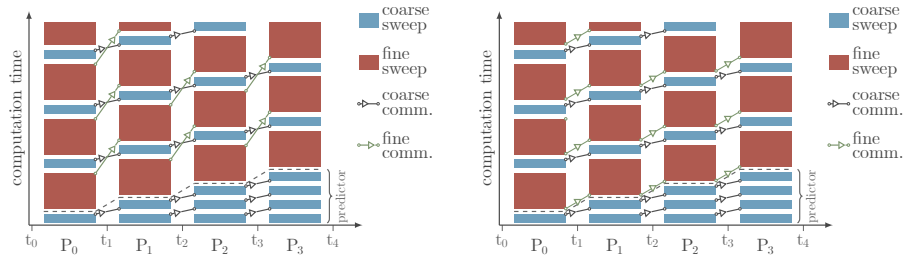 computation time
coarse
sweep
fine
sweep
coarse
comm.
fine
comm.
predictor
t₀ P₀ t₁ P₁ t₂ P₂ t₃ P₃ t₄
computation time
coarse
sweep
fine
sweep
coarse
comm.
fine
comm.
predictor
t₀ P₀ t₁ P₁ t₂ P₂ t₃ P₃ t₄